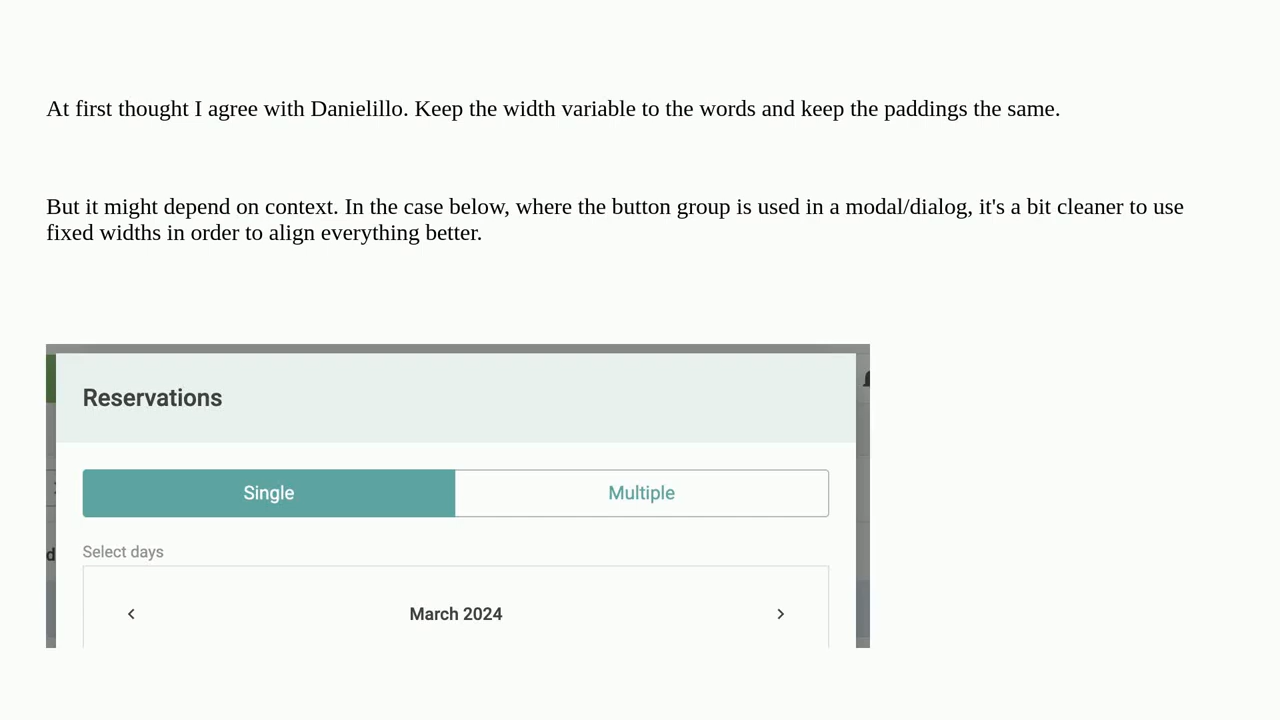 At first thought I agree with Danielillo. Keep the width variable to the words and keep the paddings the same.
But it might depend on context. In the case below, where the button group is used in a modal/dialog, it's a bit cleaner to use
fixed widths in order to align everything better.
Reservations
Single Multiple
d
Select days
March 2024